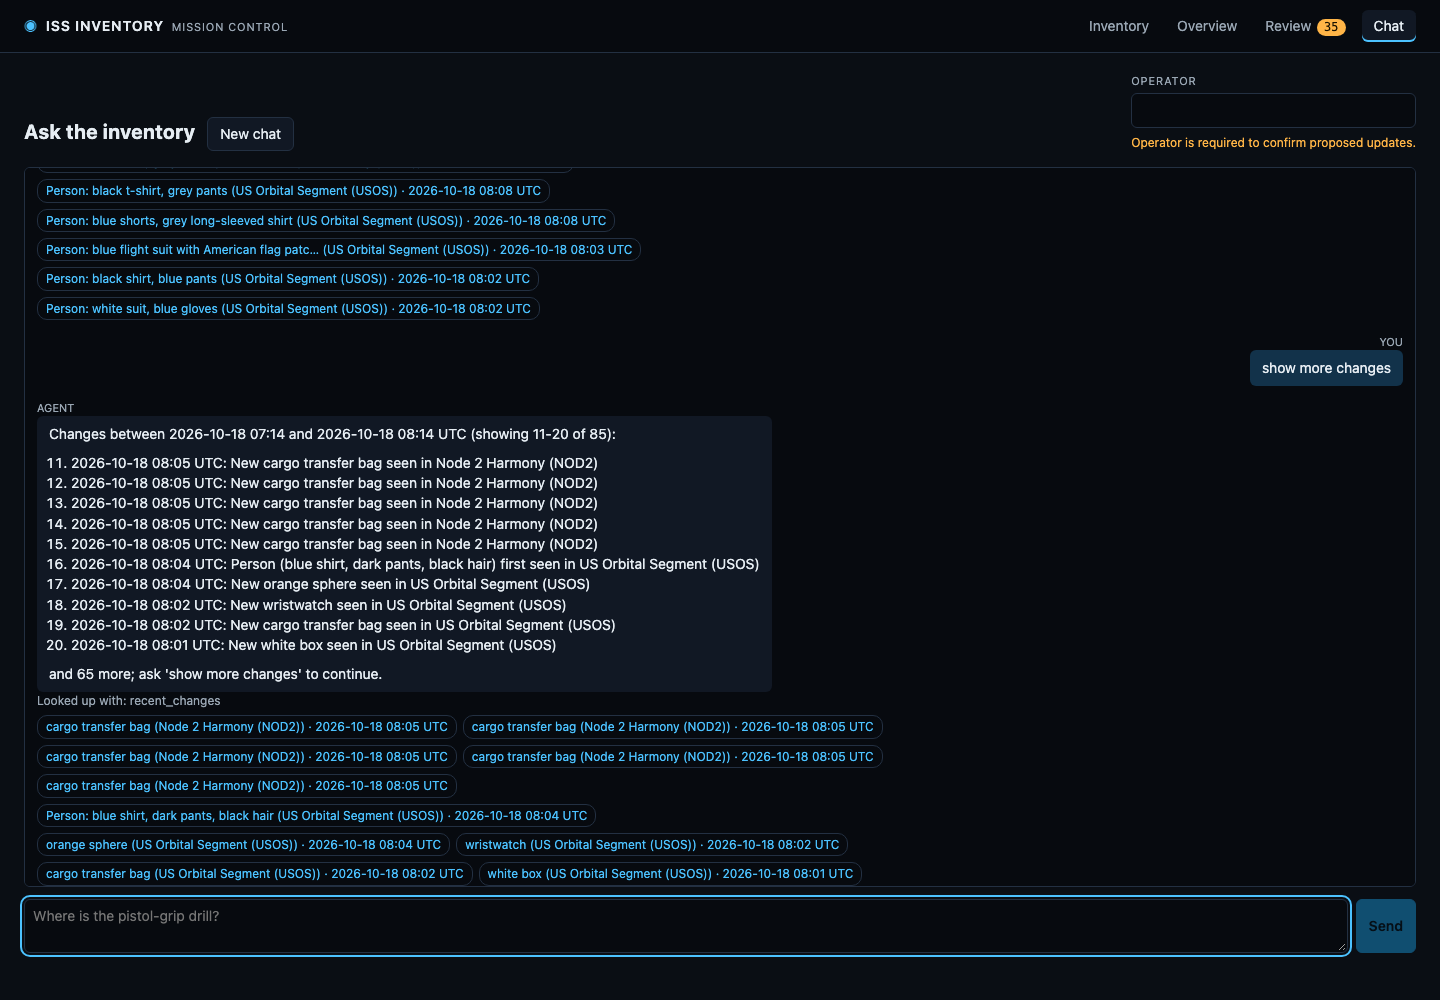 ISS INVENTORY MISSION CONTROL
Inventory Overview Review 35 Chat
OPERATOR
Operator is required to confirm proposed updates.
Ask the inventory New chat
Person: black t-shirt, grey pants (US Orbital Segment (USOS)) · 2026-10-18 08:08 UTC
Person: blue shorts, grey long-sleeved shirt (US Orbital Segment (USOS)) · 2026-10-18 08:08 UTC
Person: blue flight suit with American flag patc... (US Orbital Segment (USOS)) · 2026-10-18 08:03 UTC
Person: black shirt, blue pants (US Orbital Segment (USOS)) · 2026-10-18 08:02 UTC
Person: white suit, blue gloves (US Orbital Segment (USOS)) · 2026-10-18 08:02 UTC
YOU
show more changes
AGENT
Changes between 2026-10-18 07:14 and 2026-10-18 08:14 UTC (showing 11-20 of 85):
11. 2026-10-18 08:05 UTC: New cargo transfer bag seen in Node 2 Harmony (NOD2)
12. 2026-10-18 08:05 UTC: New cargo transfer bag seen in Node 2 Harmony (NOD2)
13. 2026-10-18 08:05 UTC: New cargo transfer bag seen in Node 2 Harmony (NOD2)
14. 2026-10-18 08:05 UTC: New cargo transfer bag seen in Node 2 Harmony (NOD2)
15. 2026-10-18 08:05 UTC: New cargo transfer bag seen in Node 2 Harmony (NOD2)
16. 2026-10-18 08:04 UTC: Person (blue shirt, dark pants, black hair) first seen in US Orbital Segment (USOS)
17. 2026-10-18 08:04 UTC: New orange sphere seen in US Orbital Segment (USOS)
18. 2026-10-18 08:02 UTC: New wristwatch seen in US Orbital Segment (USOS)
19. 2026-10-18 08:02 UTC: New cargo transfer bag seen in US Orbital Segment (USOS)
20. 2026-10-18 08:01 UTC: New white box seen in US Orbital Segment (USOS)
and 65 more; ask 'show more changes' to continue.
Looked up with: recent_changes
cargo transfer bag (Node 2 Harmony (NOD2)) · 2026-10-18 08:05 UTC cargo transfer bag (Node 2 Harmony (NOD2)) · 2026-10-18 08:05 UTC
cargo transfer bag (Node 2 Harmony (NOD2)) · 2026-10-18 08:05 UTC cargo transfer bag (Node 2 Harmony (NOD2)) · 2026-10-18 08:05 UTC
cargo transfer bag (Node 2 Harmony (NOD2)) · 2026-10-18 08:05 UTC
Person: blue shirt, dark pants, black hair (US Orbital Segment (USOS)) · 2026-10-18 08:04 UTC
orange sphere (US Orbital Segment (USOS)) · 2026-10-18 08:04 UTC wristwatch (US Orbital Segment (USOS)) · 2026-10-18 08:02 UTC
cargo transfer bag (US Orbital Segment (USOS)) · 2026-10-18 08:02 UTC white box (US Orbital Segment (USOS)) · 2026-10-18 08:01 UTC
Where is the pistol-grip drill?
Send